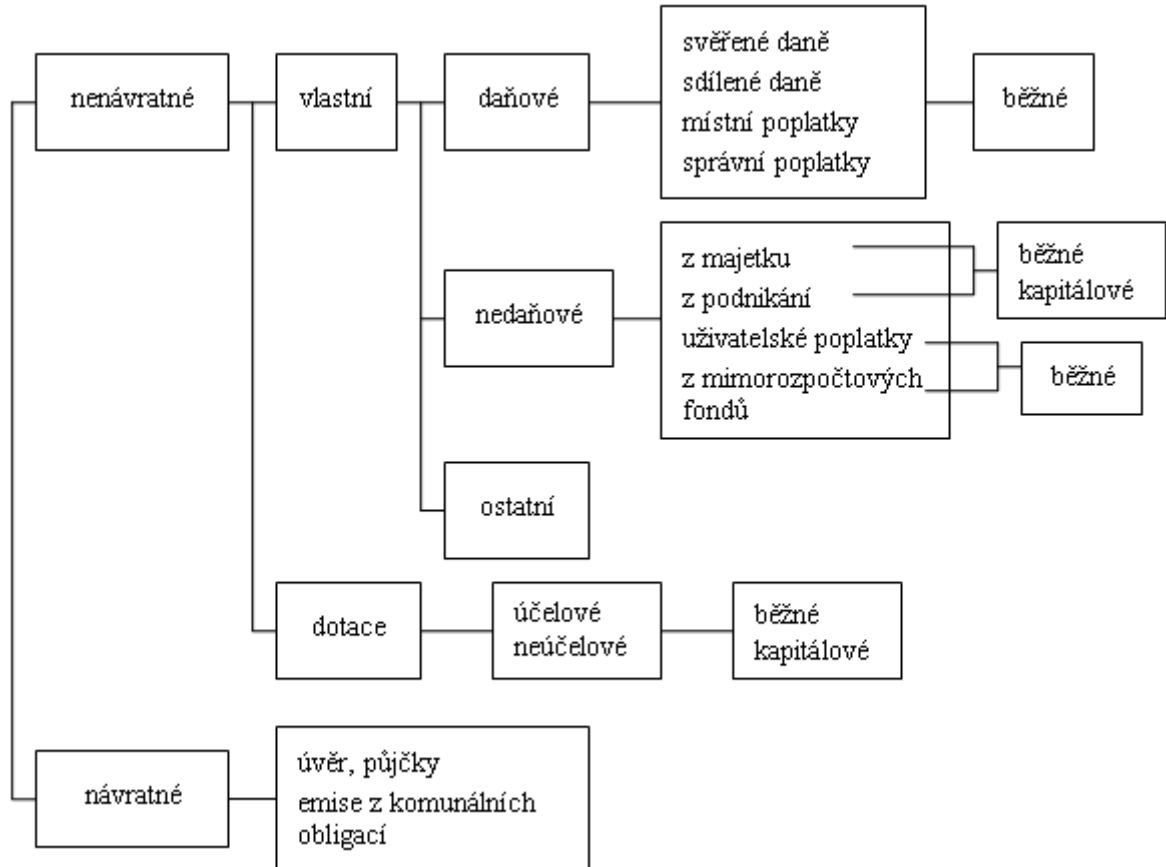 nenávratné
vlastní
daňové
svěřené daně
sdílené daně
místní poplatky
správní poplatky
běžné
nedaňové
z majetku
z podnikání
uživatelské poplatky
z mimorozpočtových
fondů
běžné
kapitálové
běžné
ostatní
dotace
účelové
neúčelové
běžné
kapitálové
návratné
úvěr, půjčky
emise z komunálních
obligací